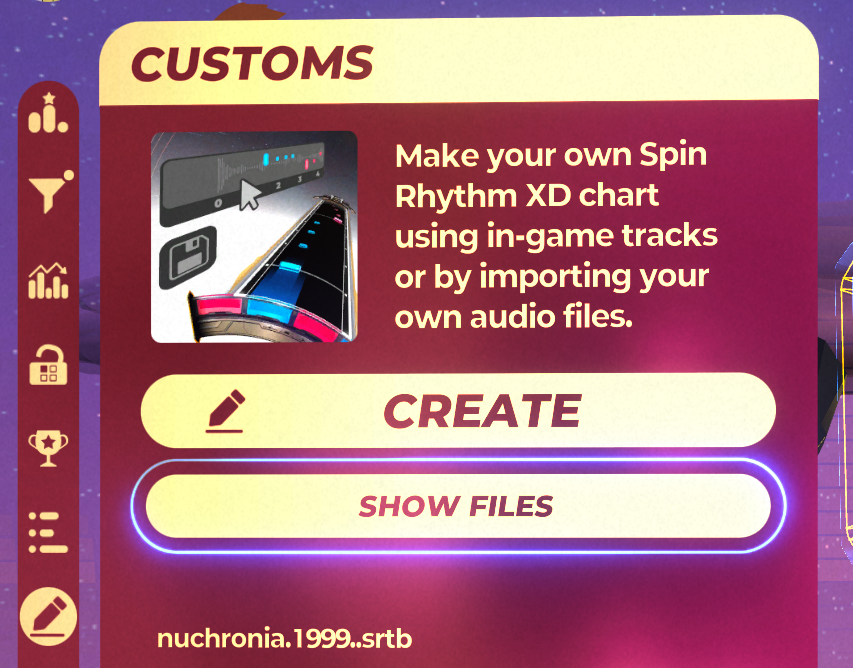 CUSTOMS
Make your own Spin
Rhythm XD chart
using in-game tracks
or by importing your
own audio files.
0 2 3 4
CREATE
SHOW FILES
nuchronia.1999..srtb